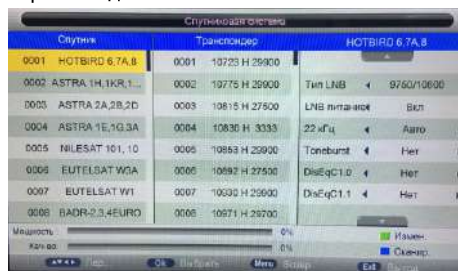 Спутниковая система
Спутник Транспондер HOTBIRD 6,7A,8
0001 HOTBIRD 6,7A,8 0001 10723 H 29900
0002 ASTRA 1H,1KR,1... 0002 10775 H 29900 Тип LNB 9750/10600
0003 ASTRA 2A,2B,2D 0003 10815 H 27500 LNB питание Вкл
0004 ASTRA 1E,1G,3A 0004 10830 H 3333 22 кГц Авто
0005 NILESAT 101, 10 0005 10853 H 29900 Toneburst Нет
0006 EUTELSAT W3A 0006 10892 H 27500 DisEqC1.0 Нет
0007 EUTELSAT W1 0007 10930 H 29900 DisEqC1.1 Нет
0008 BADR-2,3,4EURO 0008 10971 H 29700
Мощность 0% Измен.
Кач-во 0% Сканир.
Ok Выбрать Menu Exit